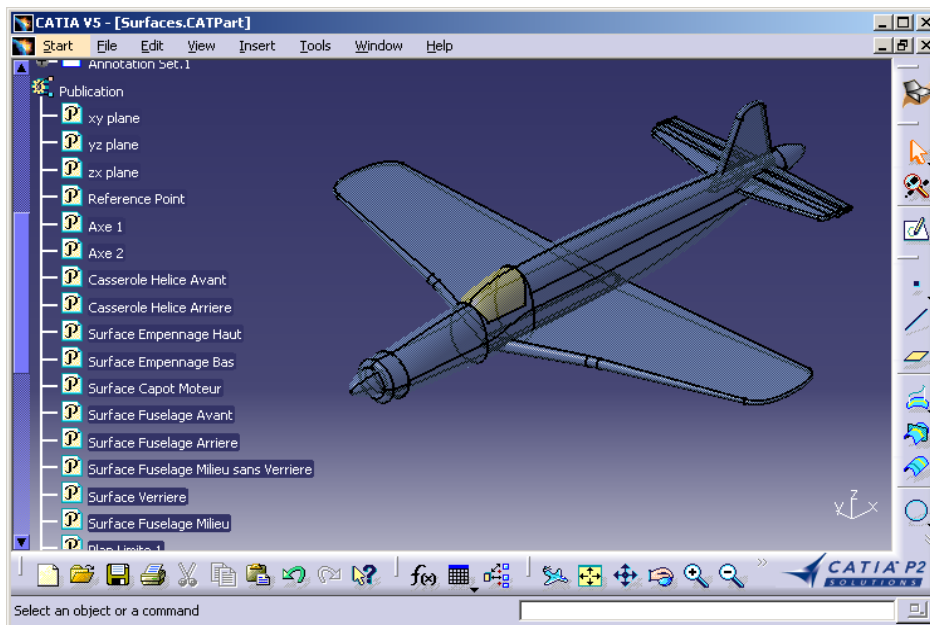 CATIA V5 - [Surfaces.CATPart]
Start File Edit View Insert Tools Window Help
Annotation Set.1
Publication
xy plane
yz plane
zx plane
Reference Point
Axe 1
Axe 2
Casserole Helice Avant
Casserole Helice Arriere
Surface Empennage Haut
Surface Empennage Bas
Surface Capot Moteur
Surface Fuselage Avant
Surface Fuselage Arriere
Surface Fuselage Milieu sans Verriere
Surface Verriere
Surface Fuselage Milieu
Plan Limite 1
z
y x
f(x)
CATIA P2
SOLUTIONS
Select an object or a command